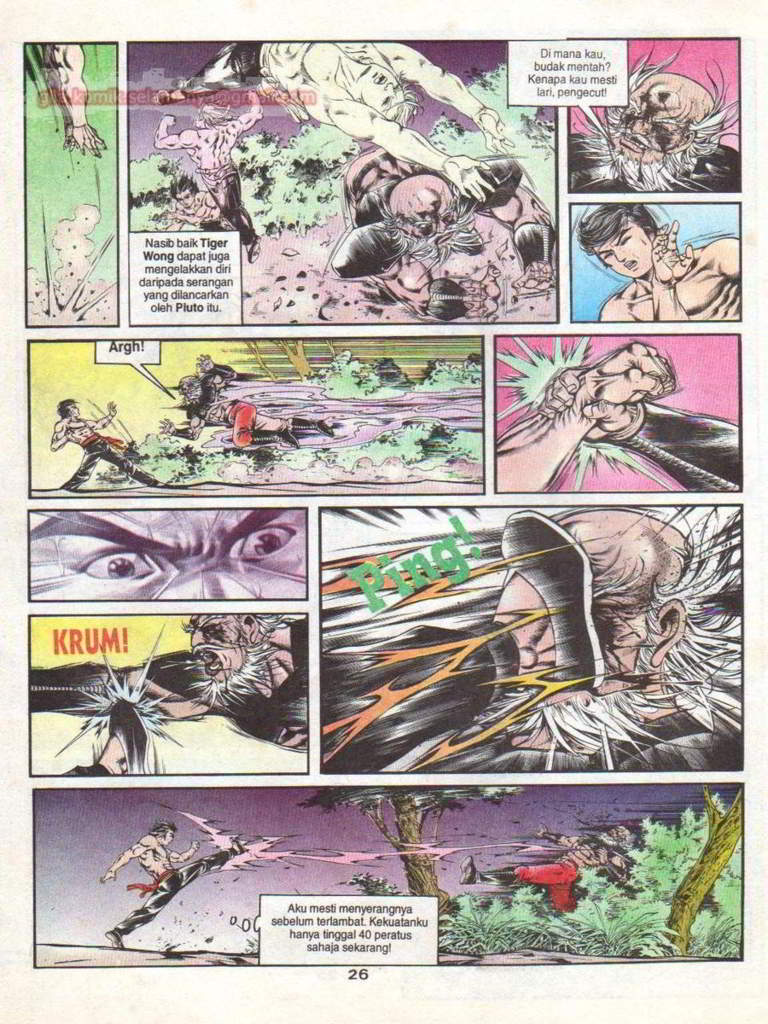 Di mana kau,
budak mentah?
Kenapa kau mesti
lari, pengecut!
Nasib baik Tiger
Wong dapat juga
mengelakkan diri
daripada serangan
yang dilancarkan
oleh Pluto itu.
Argh!
Ping!
KRUM!
Aku mesti menyerangnya
sebelum terlambat. Kekuatanku
hanya tinggal 40 peratus
sahaja sekarang!
26